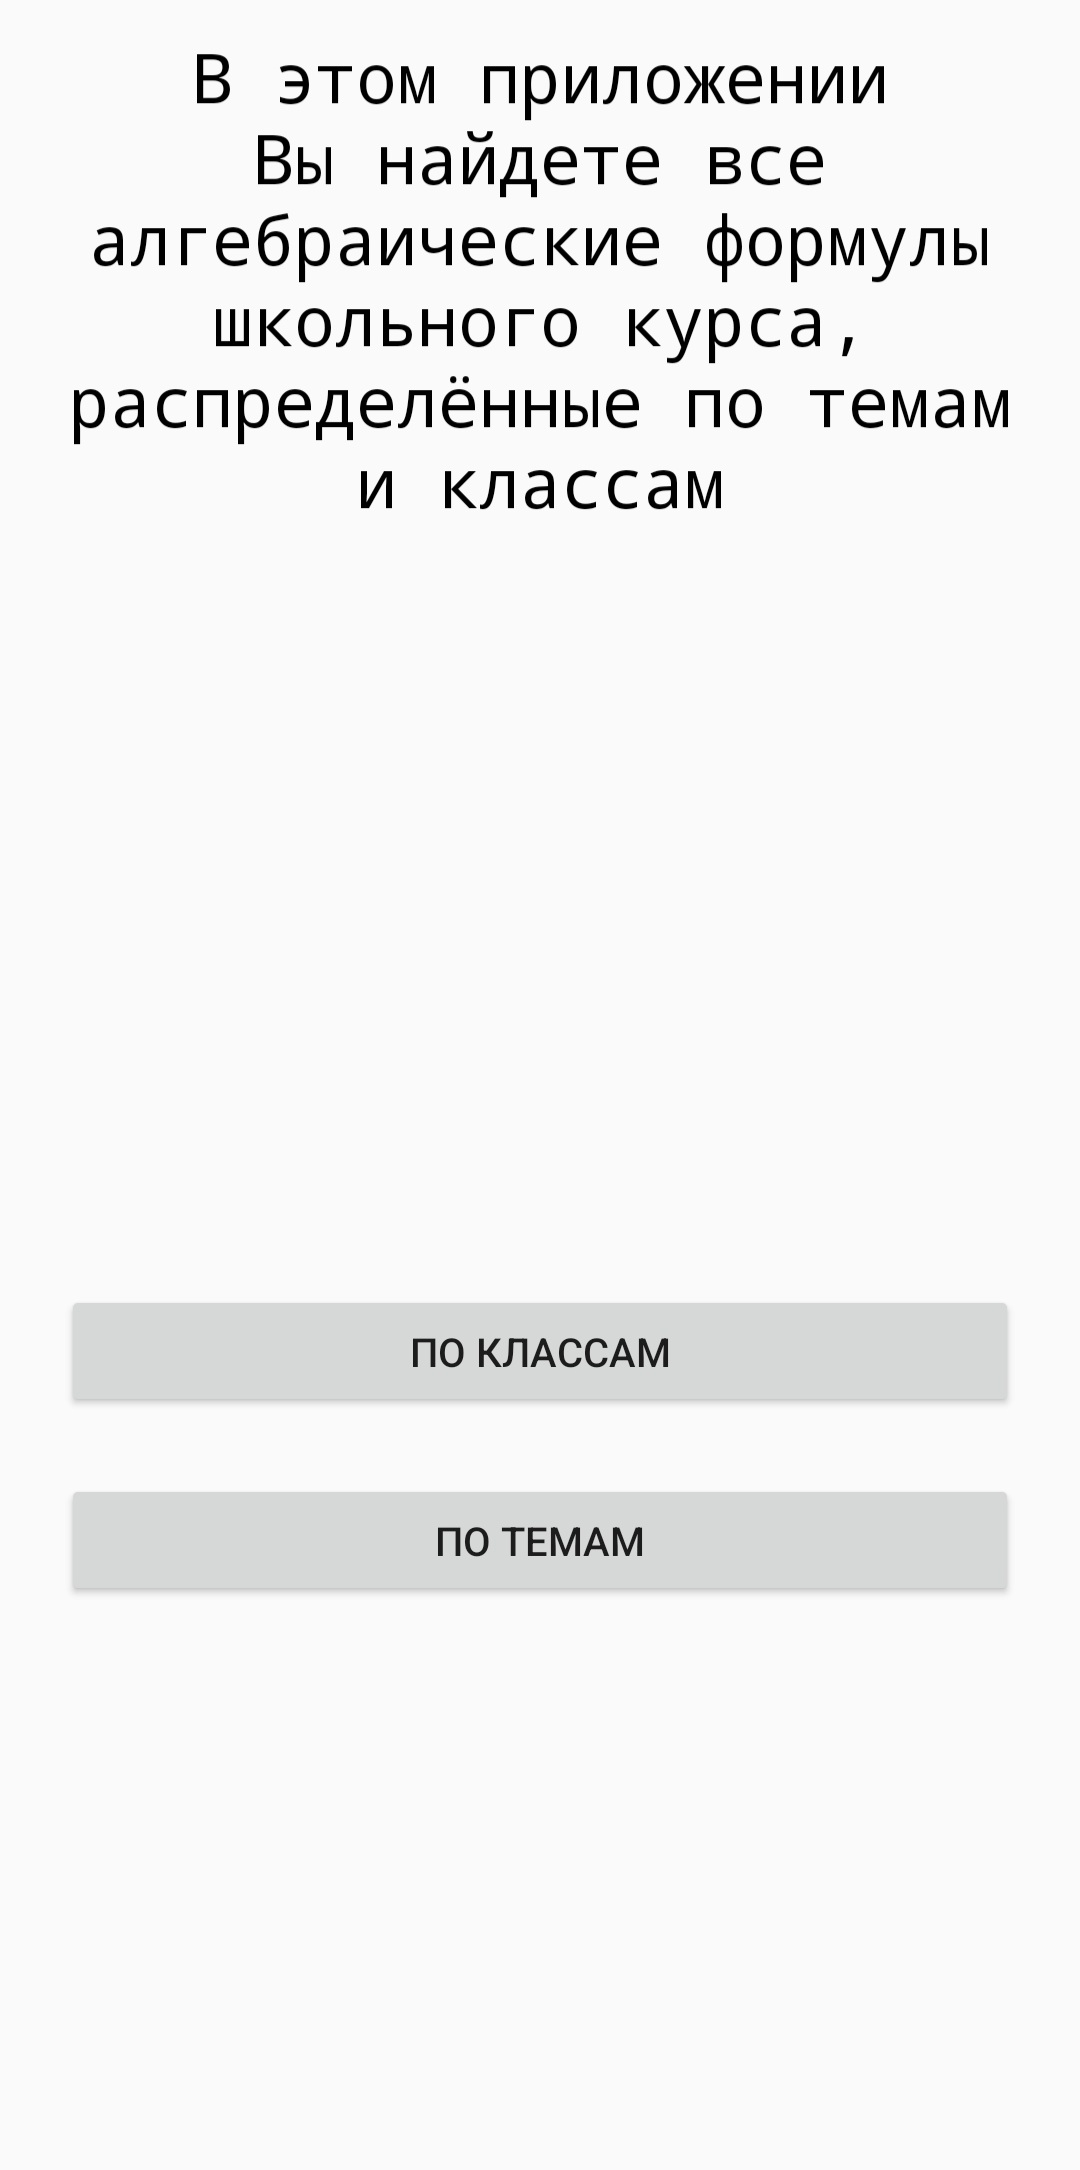 В этом приложении
Вы найдете все
алгебраические формулы
школьного курса,
распределённые по темам
и классам
ПО КЛАССАМ
ПО ТЕМАМ